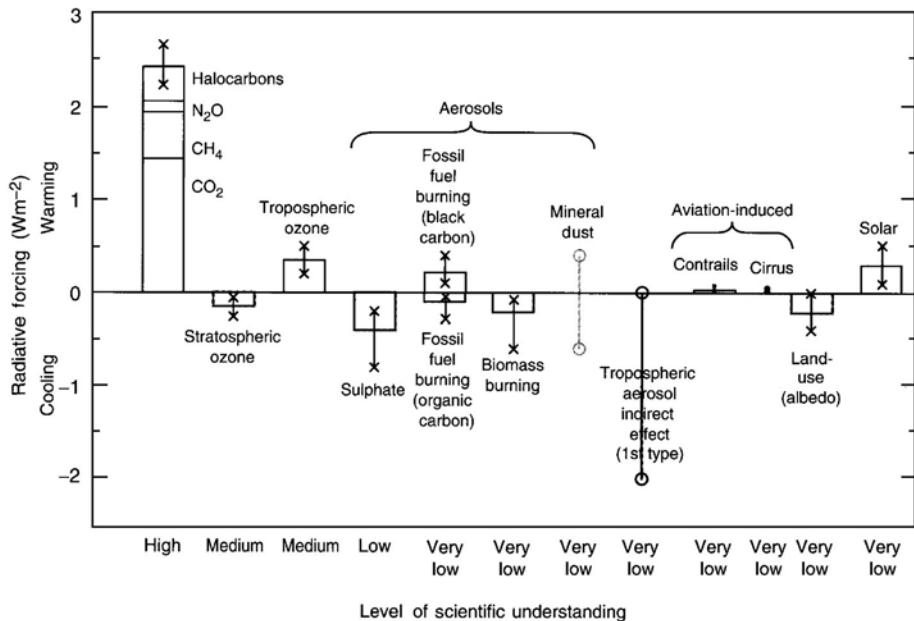 Radiative forcing (Wm−2)
Cooling Warming
3
2
1
0
−1
−2
Halocarbons
N2O
CH4
CO2
Stratospheric
ozone
Tropospheric
ozone
Aerosols
Sulphate
Fossil
fuel
burning
(black
carbon)
Fossil
fuel
burning
(organic
carbon)
Biomass
burning
Mineral
dust
Tropospheric
aerosol
indirect
effect
(1st type)
Aviation-induced
Contrails
Cirrus
Land-
use
(albedo)
Solar
High
Medium
Medium
Low
Very
low
Very
low
Very
low
Very
low
Very
low
Very
low
Very
low
Very
low
Level of scientific understanding